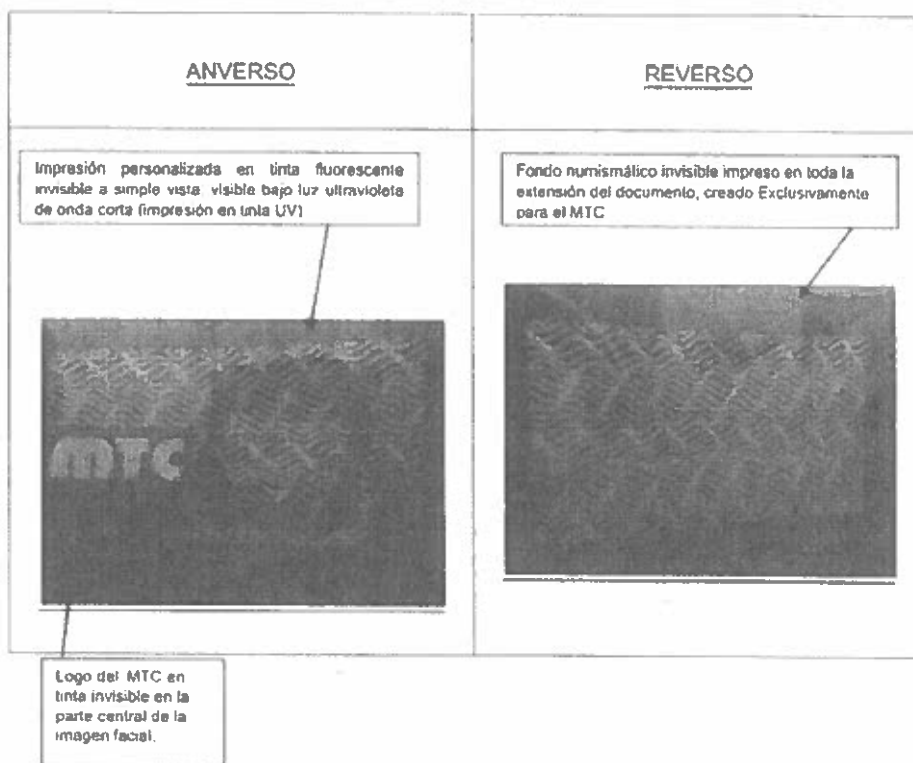 ANVERSO
REVERSO
Impresión personalizada en tinta fluorescente
invisible a simple vista, visible bajo luz ultravioleta
de onda corta (impresión en tinta UV)
Fondo numismático invisible impreso en toda la
extensión del documento, creado Exclusivamente
para el MTC
MTC
Logo del MTC en
tinta invisible en la
parte central de la
imagen facial.